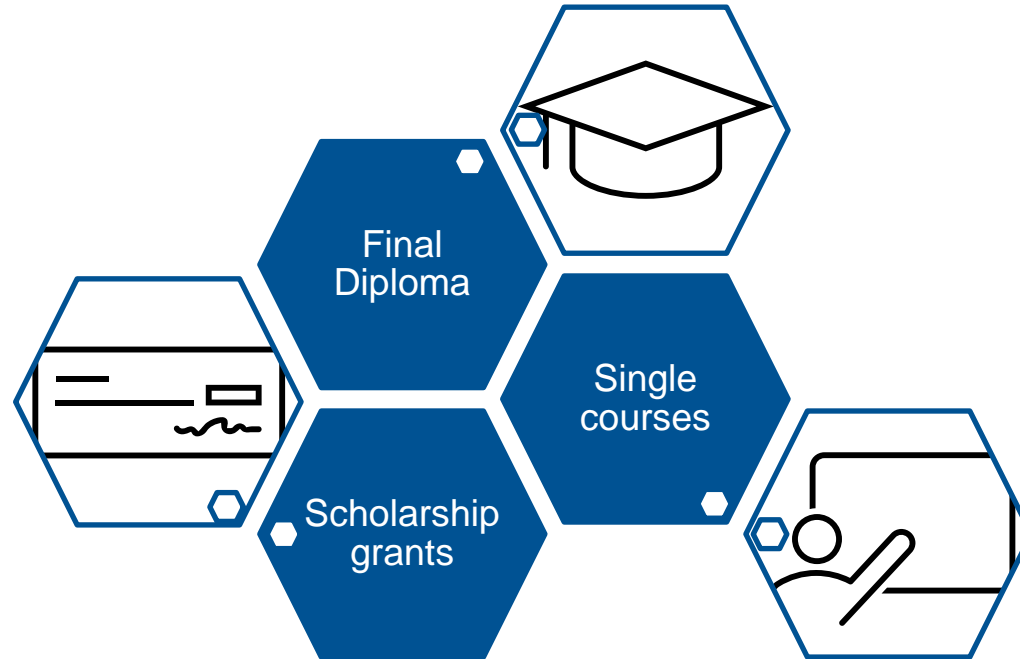 Final
Diploma
Single
courses
Scholarship
grants